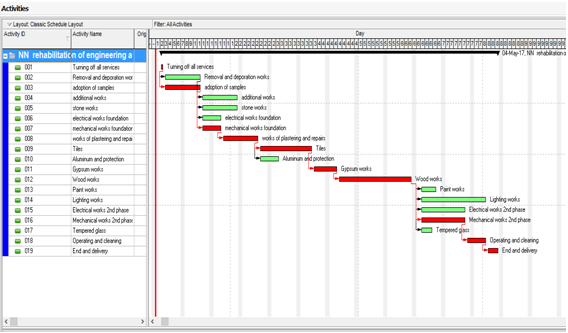 Activities
Layout: Classic Schedule Layout
Filter: All Activities
Activity ID Activity Name Orig
Day
NN rehabilitation of engineering a
04-May-17, NN rehabilitation o
001 Turning off all services
002 Removal and deporation wor
003 adoption of samples
004 additional works
005 stone works
006 electrical works foundation
007 mechanical works foundator
008 works of plastering and repairs
009 Tiles
010 Aluminum and protection
011 Gypsum works
012 Wood works
013 Paint works
014 Lighting works
015 Electrical works 2nd phase
016 Mechanical works 2nd phas
017 Tempered glass
018 Operating and cleaning
019 End and delivery
Turning off all services
Removal and deporation works
adoption of samples
additional works
stone works
electrical works foundation
mechanical works foundator
works of plastering and repairs
Tiles
Aluminum and protection
Gypsum works
Wood works
Paint works
Lighting works
Electrical works 2nd phase
Mechanical works 2nd phase
Tempered glass
Operating and cleaning
End and delivery